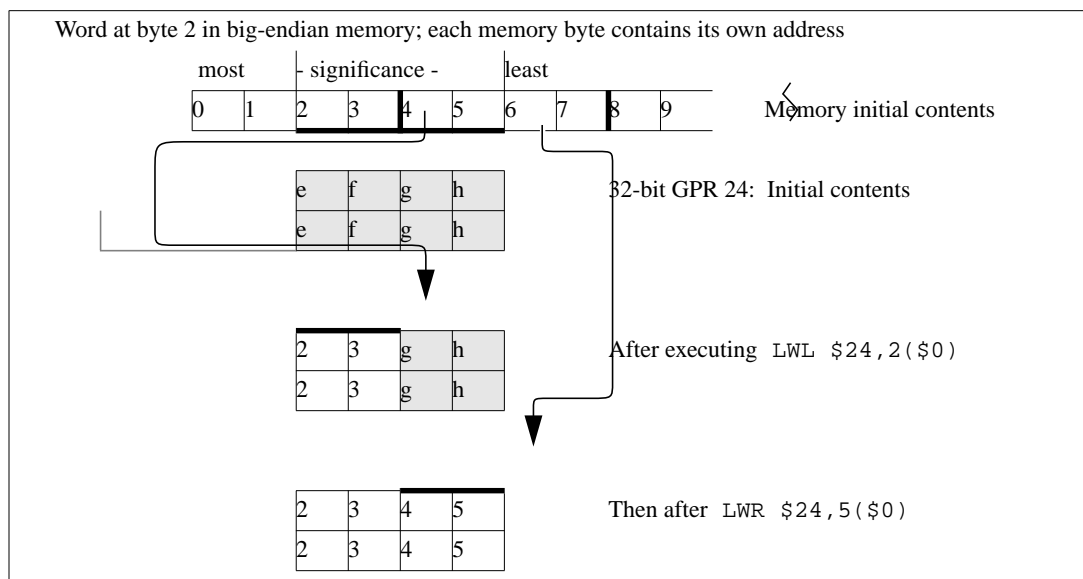 Word at byte 2 in big-endian memory; each memory byte contains its own address
most - significance - least
0 1 2 3 4 5 6 7 8 9 Memory initial contents
e f g h 32-bit GPR 24: Initial contents
e f g h
2 3 g h After executing LWL $24,2($0)
2 3 g h
2 3 4 5 Then after LWR $24,5($0)
2 3 4 5